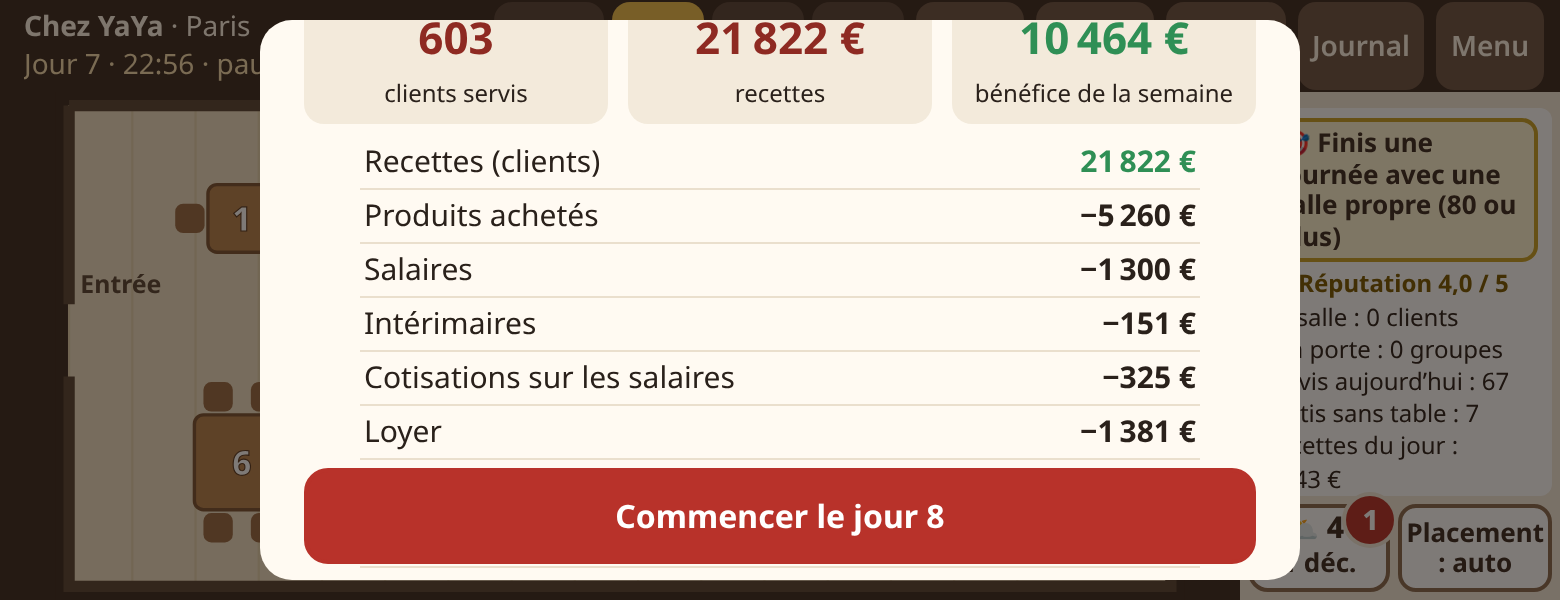 Chez YaYa · Paris
Jour 7 · 22:56 · pau
Journal
Menu
603
clients servis
21 822 €
recettes
10 464 €
bénéfice de la semaine
Recettes (clients) 21 822 €
Produits achetés −5 260 €
Salaires −1 300 €
Intérimaires −151 €
Cotisations sur les salaires −325 €
Loyer −1 381 €
Commencer le jour 8
1
Entrée
6
Finis une
ournée avec une
alle propre (80 ou
lus)
Réputation 4,0 / 5
salle : 0 clients
porte : 0 groupes
vis aujourd’hui : 67
tis sans table : 7
ettes du jour :
43 €
4
déc.
1
Placement
: auto